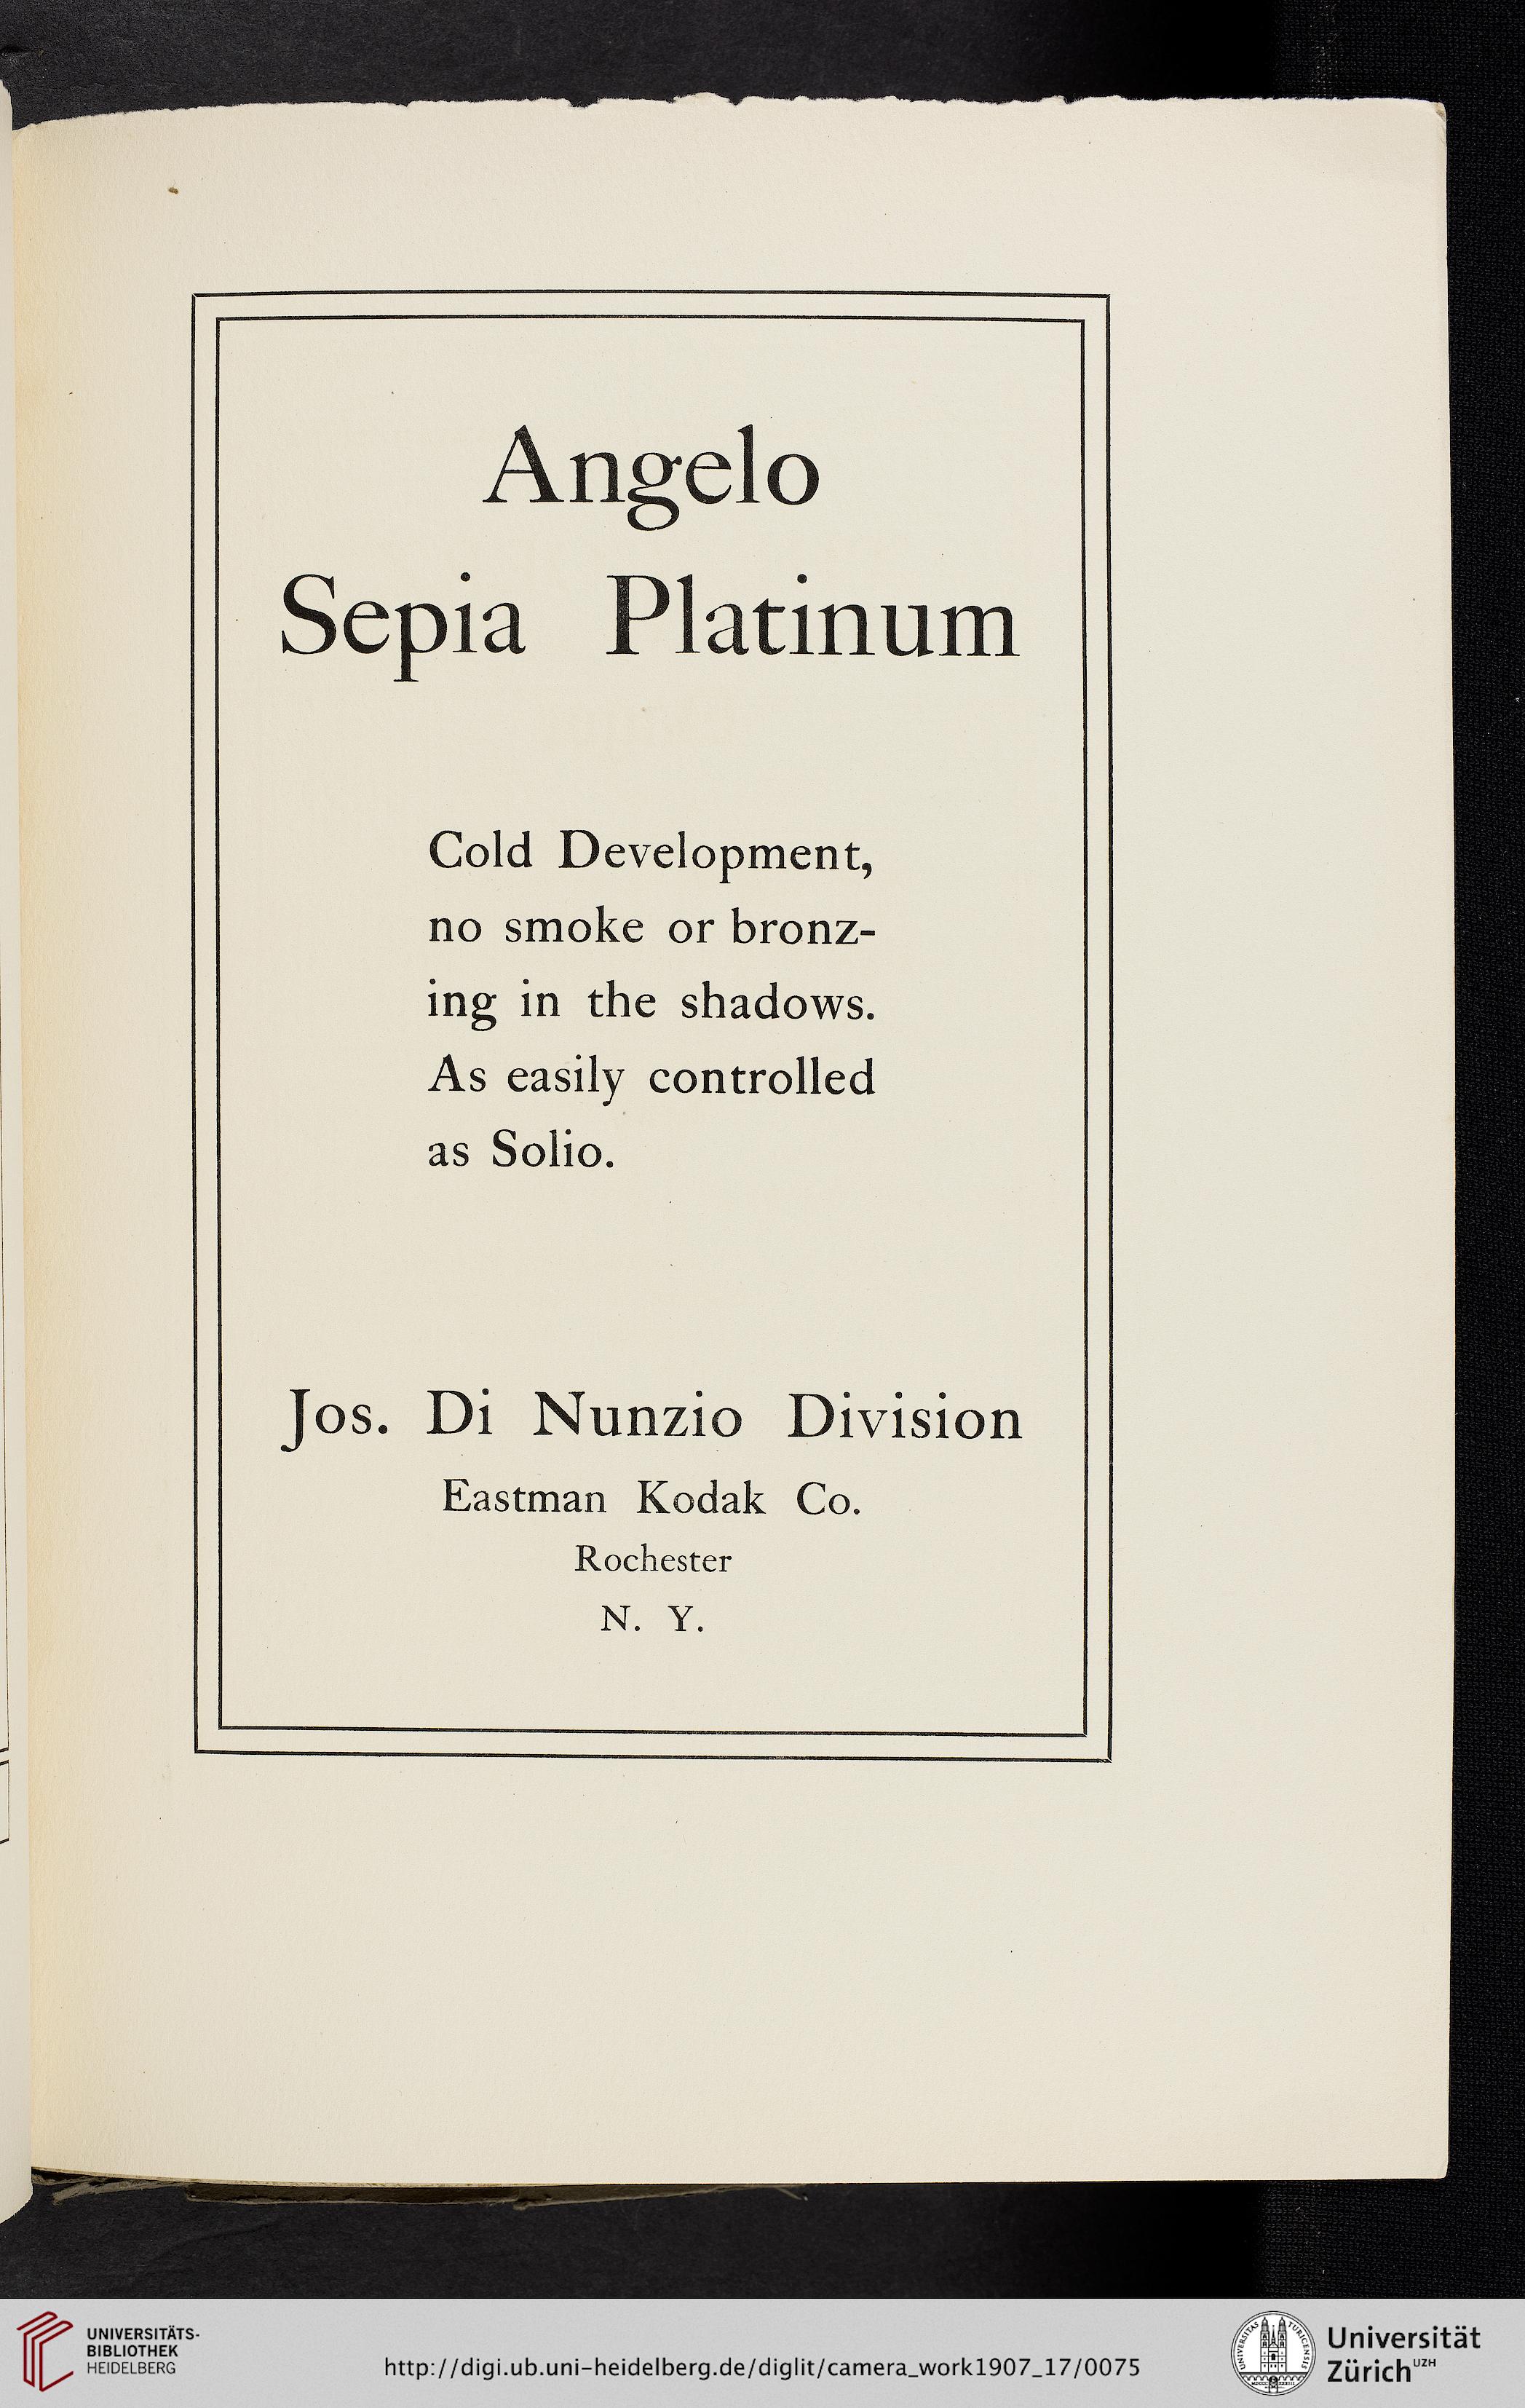 Angelo
Sepia Platinum
Cold Development,
no smoke or bronz-
ing in the shadows.
As easily controlled
as Solio.
Jos. Di Nunzio Division
Eastman Kodak Co.
Rochester
N. Y.
UNIVERSITÄTS-
BIBLIOTHEK
HEIDELBERG
http://digi.ub.uni-heidelberg.de/diglit/camera_work1907_17/0075
Universität
Zürich UZH